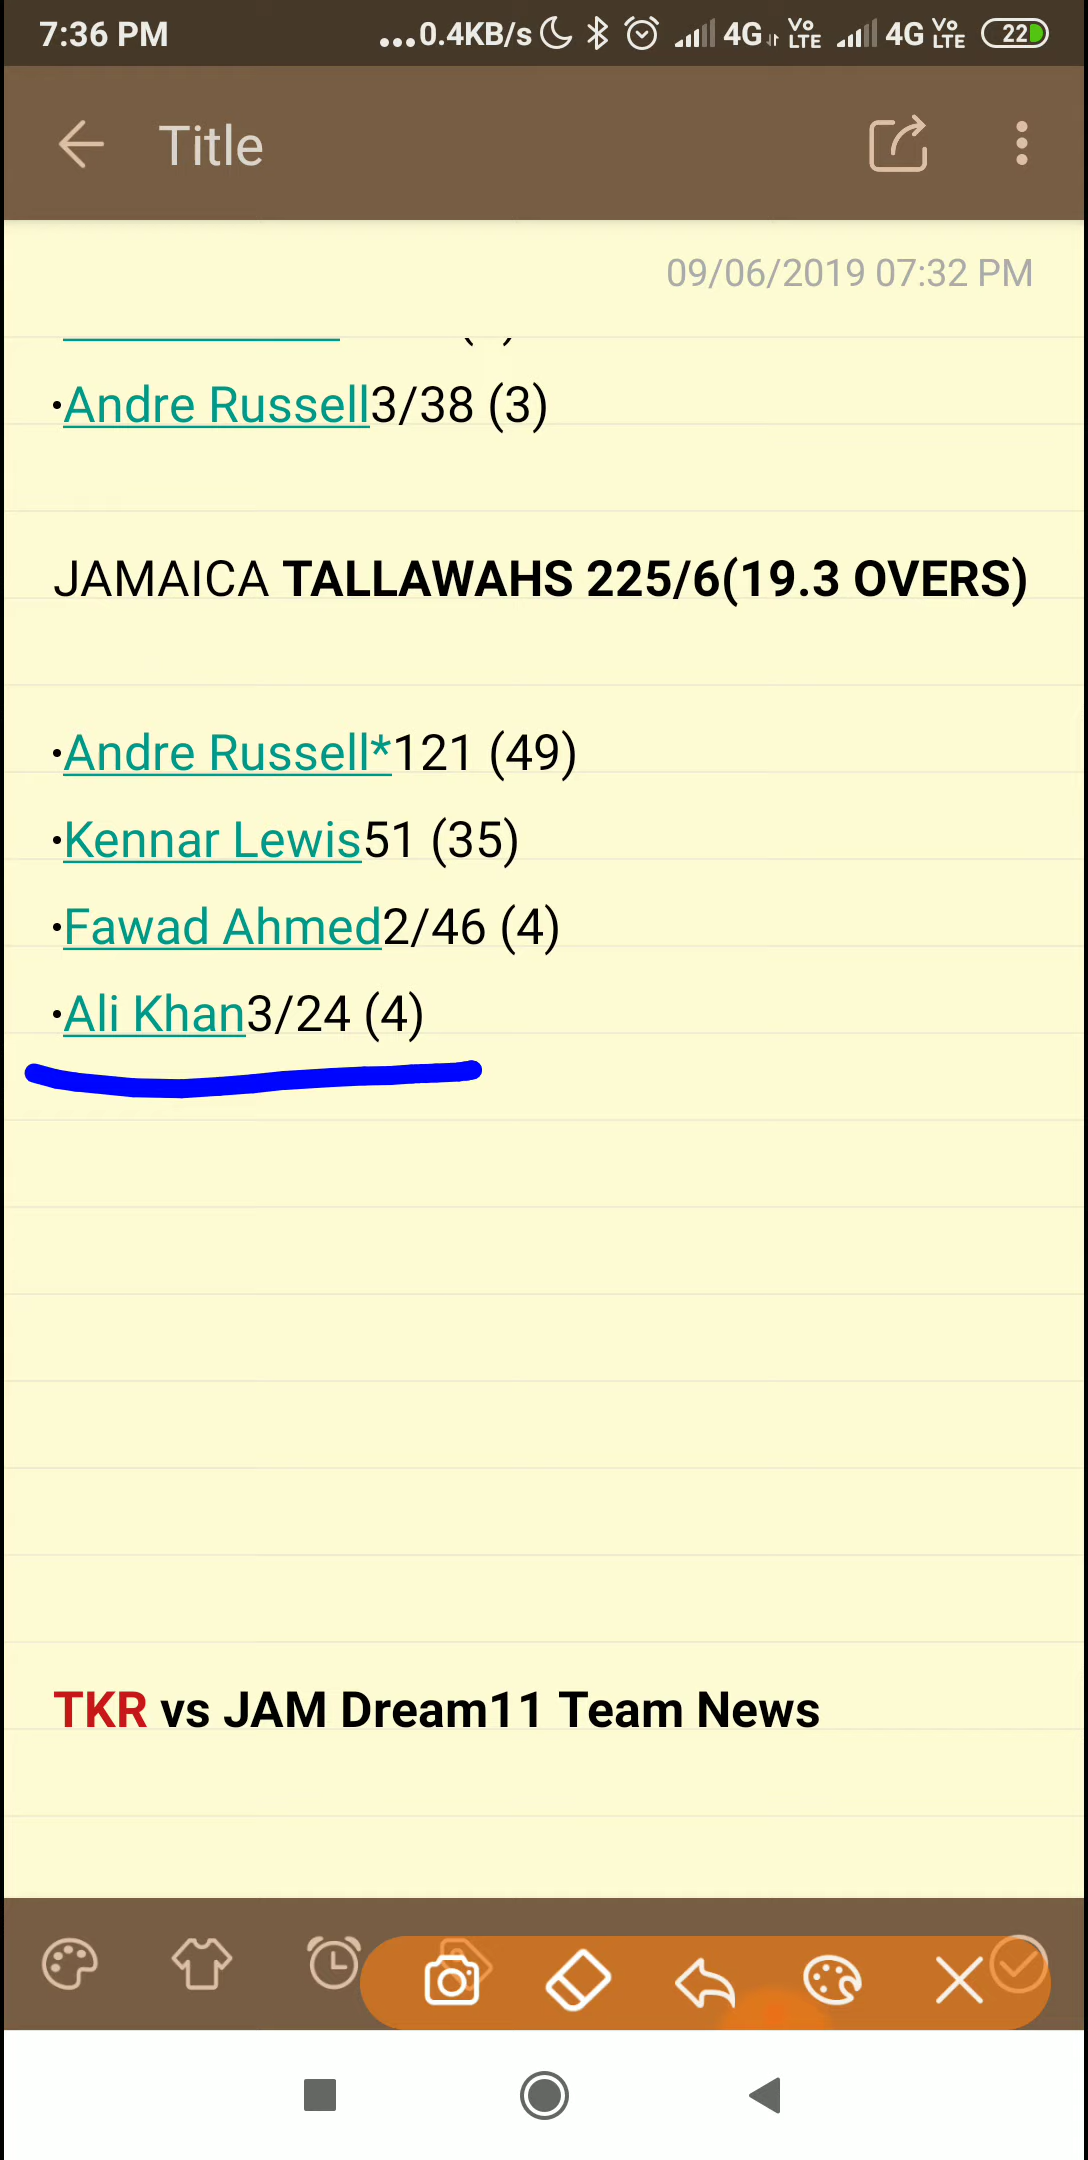 7:36 PM
...0.4KB/s 4G VoLTE 4G VoLTE 22
Title
09/06/2019 07:32 PM
·Andre Russell3/38 (3)
JAMAICA TALLAWAHS 225/6(19.3 OVERS)
·Andre Russell*121 (49)
·Kennar Lewis51 (35)
·Fawad Ahmed2/46 (4)
·Ali Khan3/24 (4)
TKR vs JAM Dream11 Team News